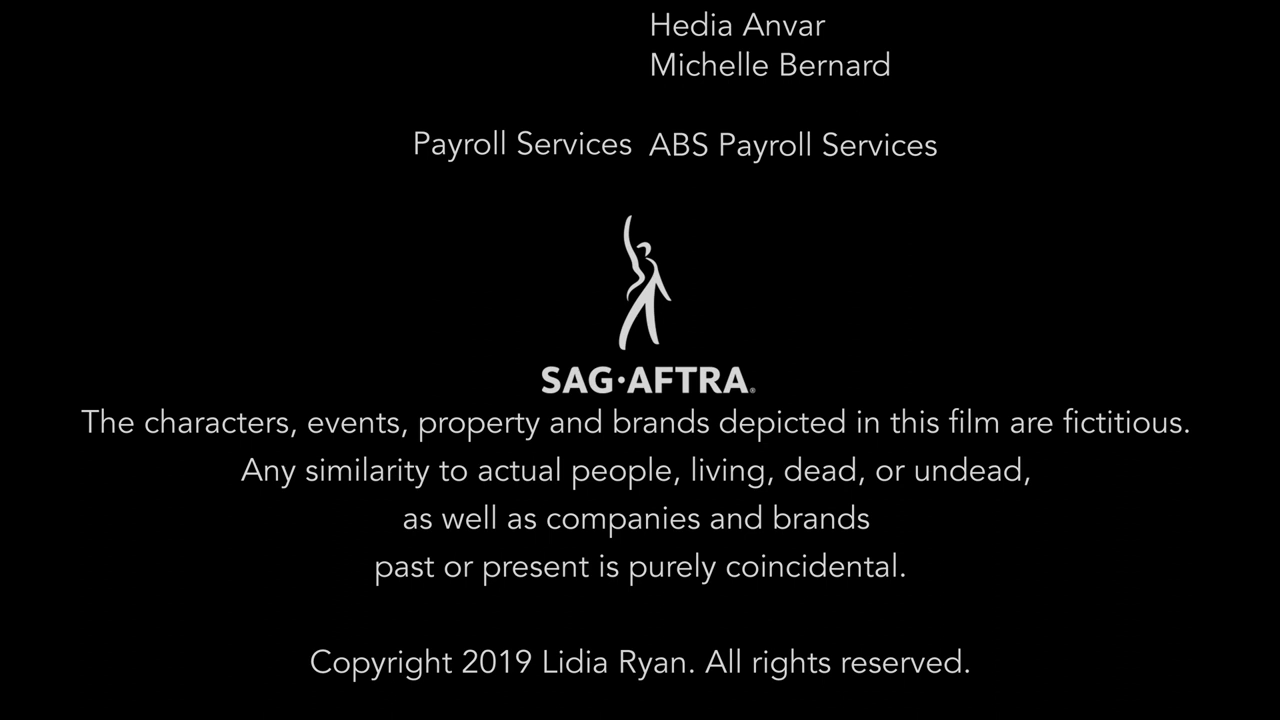 Hedia Anvar
Michelle Bernard
Payroll Services ABS Payroll Services
SAG·AFTRA®
The characters, events, property and brands depicted in this film are fictitious.
Any similarity to actual people, living, dead, or undead,
as well as companies and brands
past or present is purely coincidental.
Copyright 2019 Lidia Ryan. All rights reserved.